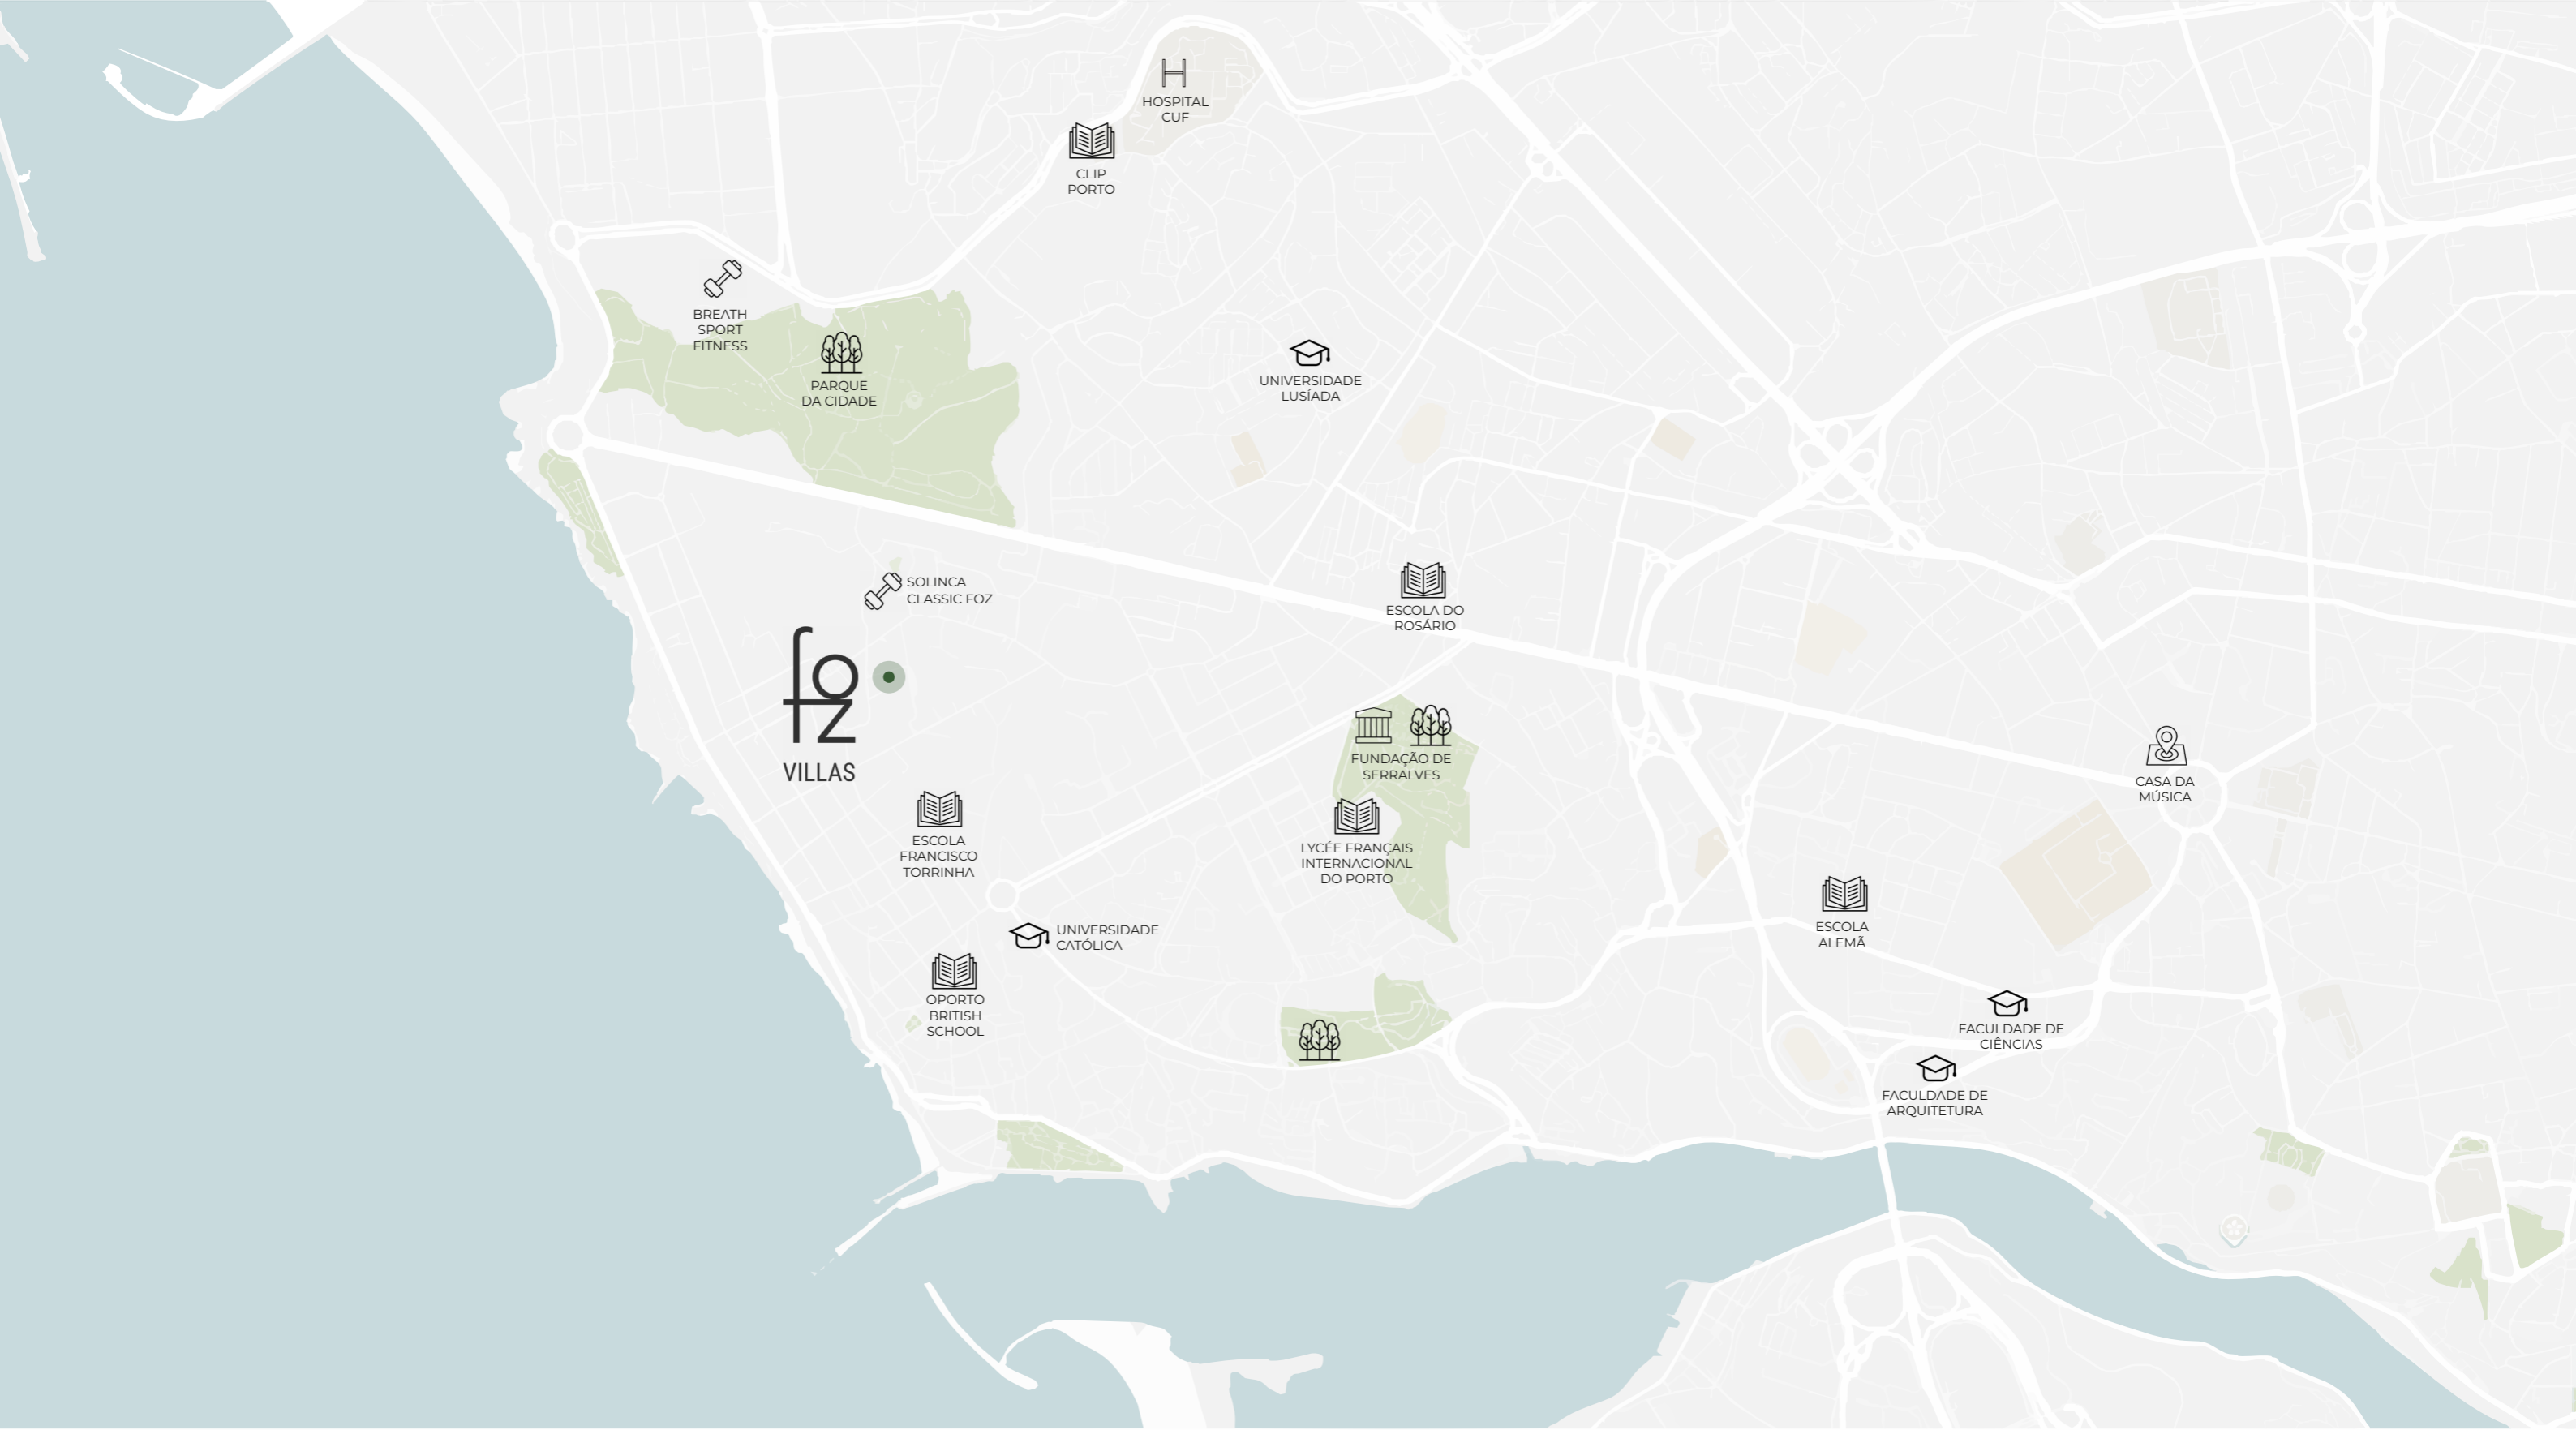 H
HOSPITAL
CUF
CLIP
PORTO
BREATH
SPORT
FITNESS
PARQUE
DA CIDADE
UNIVERSIDADE
LUSÍADA
SOLINCA
CLASSIC FOZ
ESCOLA DO
ROSÁRIO
fo
z
VILLAS
FUNDAÇÃO DE
SERRALVES
CASA DA
MÚSICA
ESCOLA
FRANCISCO
TORRINHA
LYCÉE FRANÇAIS
INTERNACIONAL
DO PORTO
ESCOLA
ALEMÃ
UNIVERSIDADE
CATÓLICA
OPORTO
BRITISH
SCHOOL
FACULDADE DE
CIÊNCIAS
FACULDADE DE
ARQUITETURA